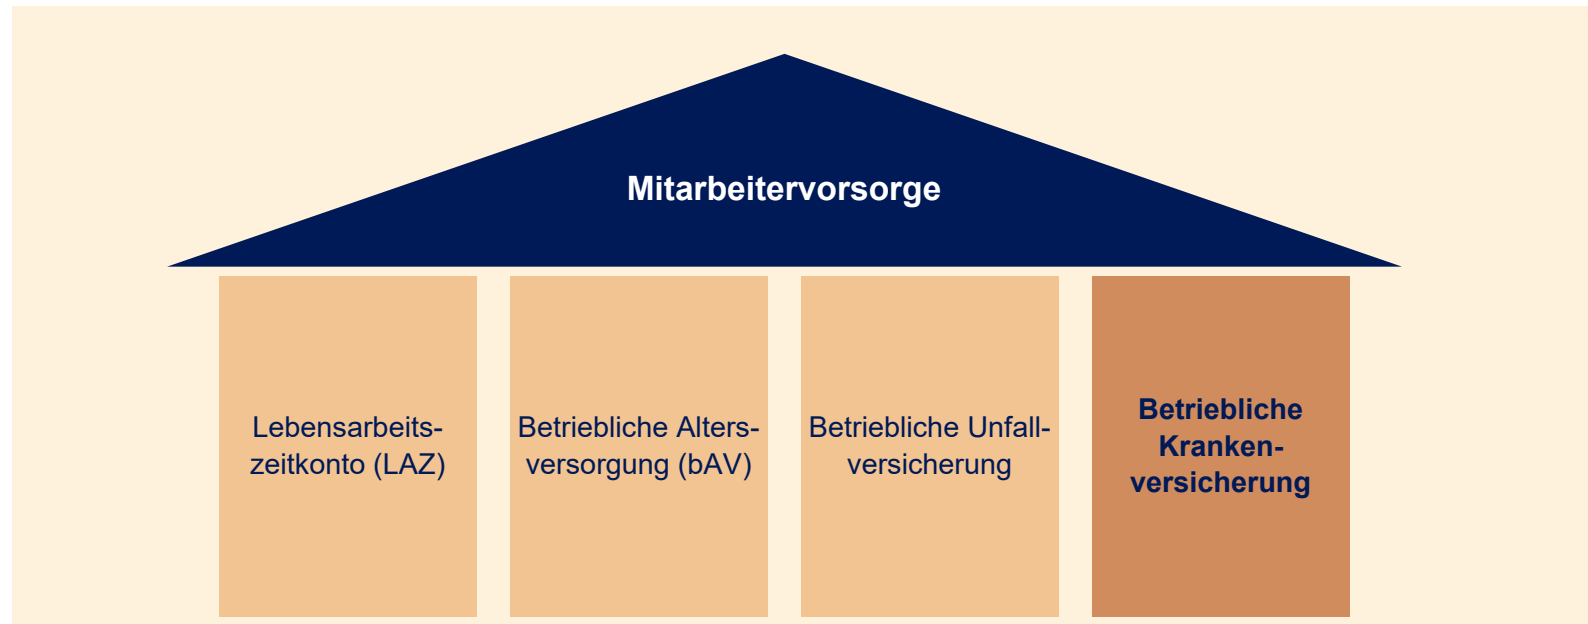 Mitarbeitervorsorge
Lebensarbeits-
zeitkonto (LAZ)
Betriebliche Alters-
versorgung (bAV)
Betriebliche Unfall-
versicherung
Betriebliche
Kranken-
versicherung